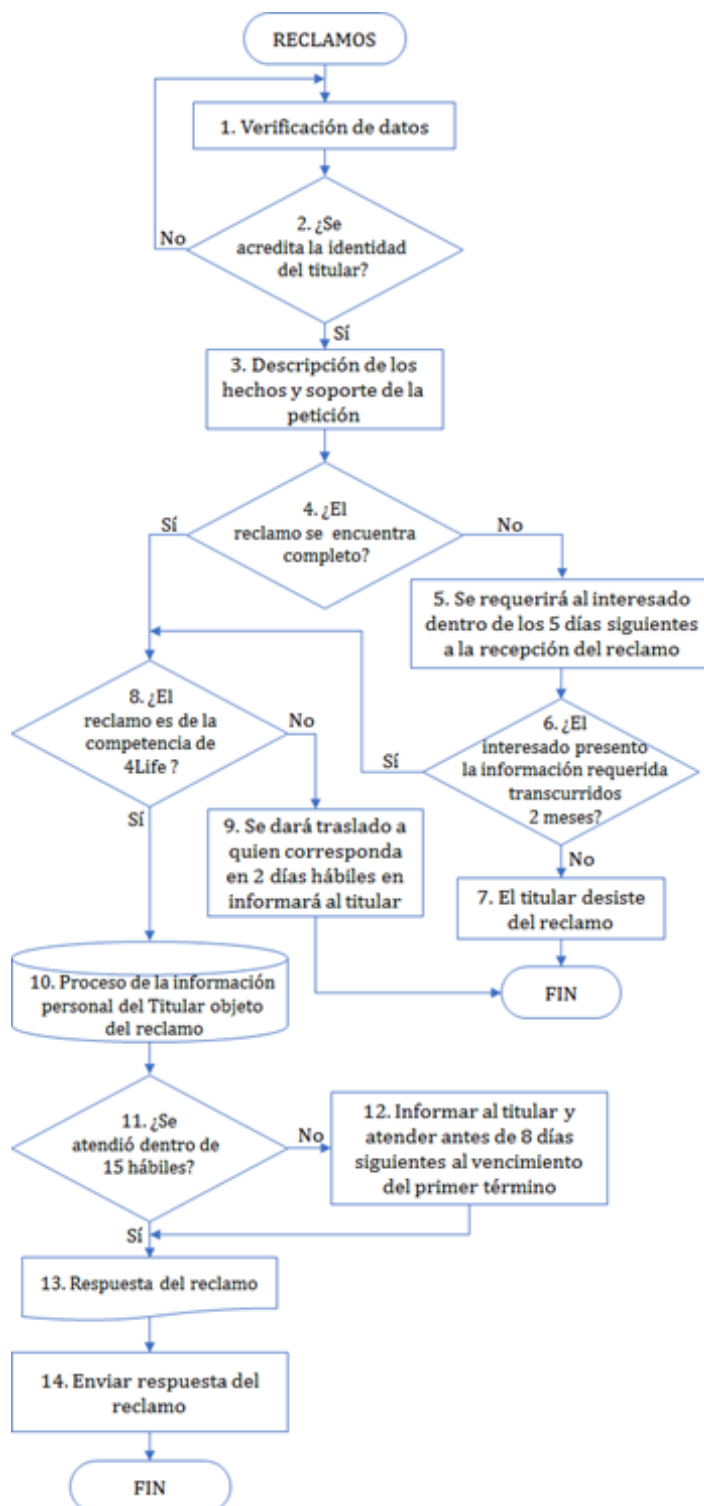 RECLAMOS
1. Verificación de datos
2. ¿Se
acredita la identidad
del titular?
No
Sí
3. Descripción de los
hechos y soporte de la
petición
4. ¿El
reclamo se encuentra
completo?
Sí
No
5. Se requerirá al interesado
dentro de los 5 días siguientes
a la recepción del reclamo
6. ¿El
interesado presento
la información requerida
transcurridos
2 meses?
Sí
No
7. El titular desiste
del reclamo
FIN
8. ¿El
reclamo es de la
competencia de
4Life ?
No
Sí
9. Se dará traslado a
quien corresponda
en 2 días hábiles en
informará al titular
10. Proceso de la información
personal del Titular objeto
del reclamo
11. ¿Se
atendió dentro de
15 hábiles?
No
Sí
12. Informar al titular y
atender antes de 8 días
siguientes al vencimiento
del primer término
13. Respuesta del reclamo
14. Enviar respuesta del
reclamo
FIN